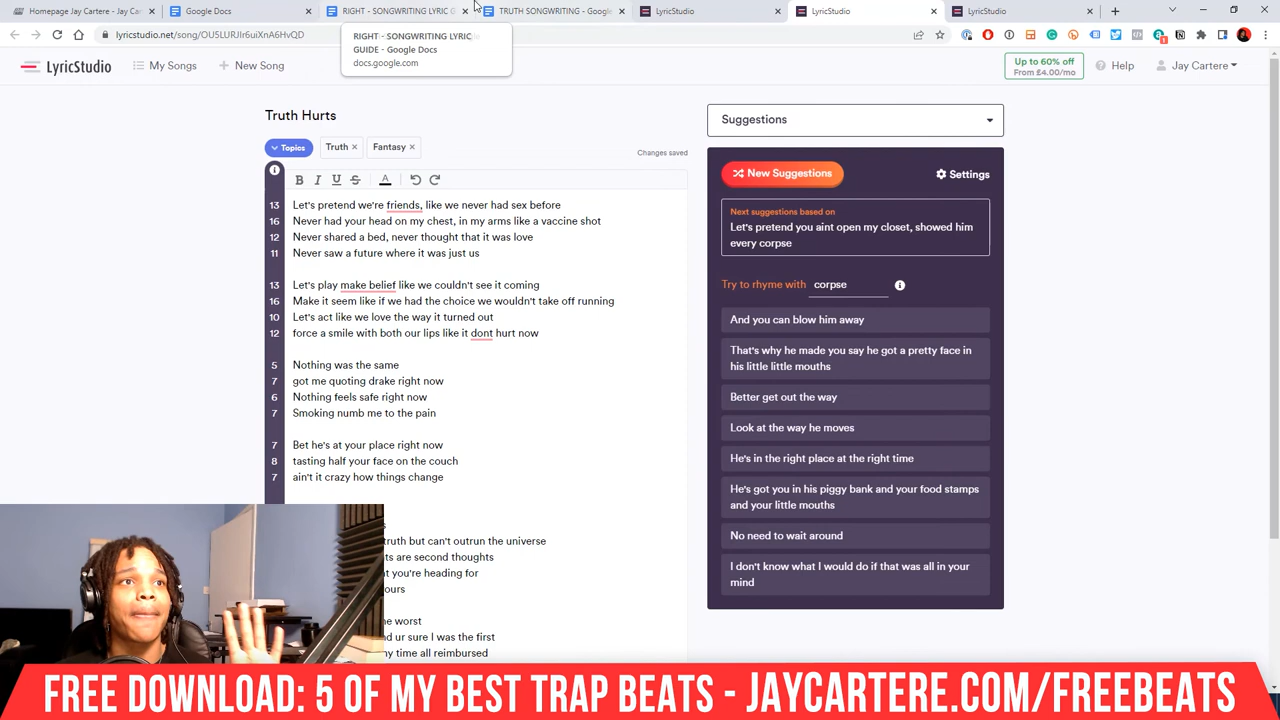 Homepage Jay Cartere. / Jay Cart
Google Docs
RIGHT - SONGWRITING LYRIC G
TRUTH SONGWRITING - Google
LyricStudio
LyricStudio
LyricStudio
lyricstudio.net/song/OU5LURJIr6uiXnA6HvQD
RIGHT - SONGWRITING LYRIC
GUIDE - Google Docs
docs.google.com
LyricStudio
My Songs
New Song
Up to 60% off
From £4.00/mo
Help
Jay Cartere
Truth Hurts
Topics
Truth
Fantasy
Changes saved
13 Let's pretend we're friends, like we never had sex before
16 Never had your head on my chest, in my arms like a vaccine shot
12 Never shared a bed, never thought that it was love
11 Never saw a future where it was just us
13 Let's play make belief like we couldn't see it coming
16 Make it seem like if we had the choice we wouldn't take off running
10 Let's act like we love the way it turned out
12 force a smile with both our lips like it dont hurt now
5 Nothing was the same
7 got me quoting drake right now
6 Nothing feels safe right now
7 Smoking numb me to the pain
7 Bet he's at your place right now
8 tasting half your face on the couch
7 ain't it crazy how things change
truth but can't outrun the universe
ts are second thoughts
t you're heading for
ours
he worst
nd ur sure I was the first
ny time all reimbursed
Suggestions
New Suggestions
Settings
Next suggestions based on
Let's pretend you aint open my closet, showed him
every corpse
Try to rhyme with corpse
And you can blow him away
That's why he made you say he got a pretty face in
his little little mouths
Better get out the way
Look at the way he moves
He's in the right place at the right time
He's got you in his piggy bank and your food stamps
and your little mouths
No need to wait around
I don't know what I would do if that was all in your
mind
FREE DOWNLOAD: 5 OF MY BEST TRAP BEATS - JAYCARTERE.COM/FREEBEATS